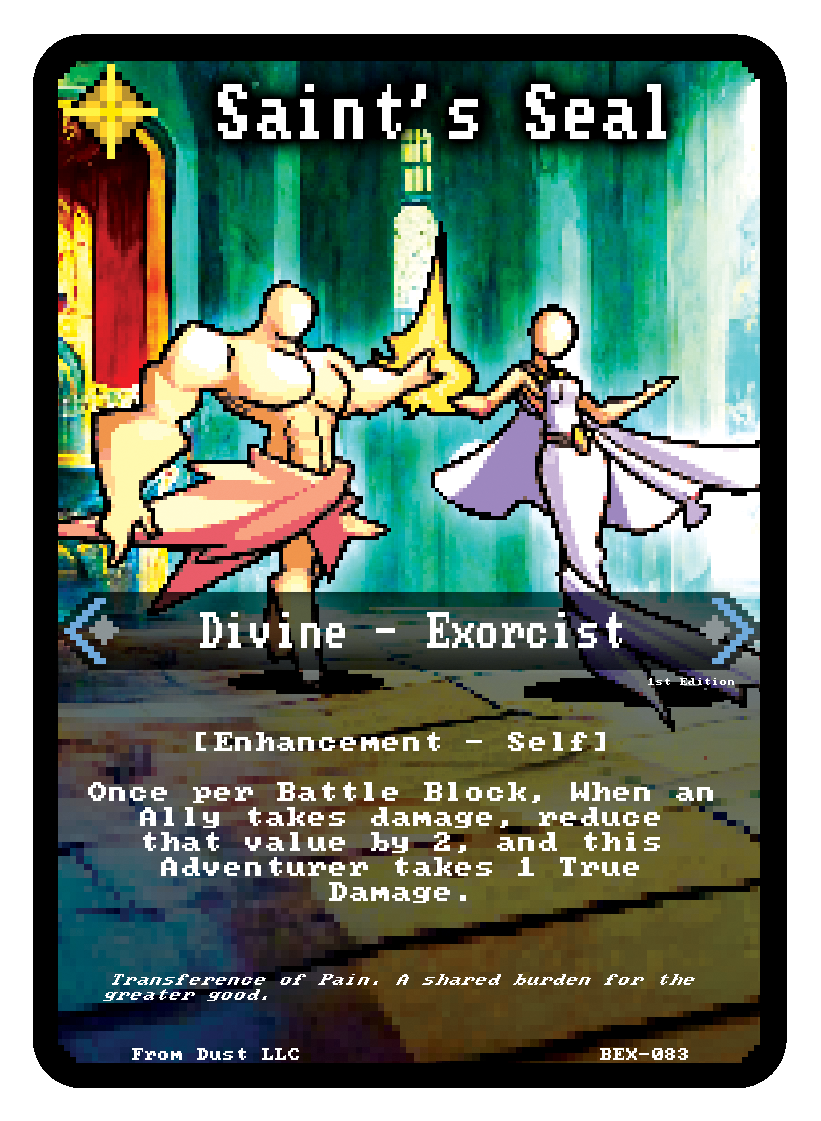 Saint's Seal
Divine - Exorcist
1st Edition
[Enhancement - Self]
Once per Battle Block, When an
Ally takes damage, reduce
that value by 2, and this
Adventurer takes 1 True
Damage.
Transference of Pain. A shared burden for the
greater good.
From Dust LLC
BEX-083